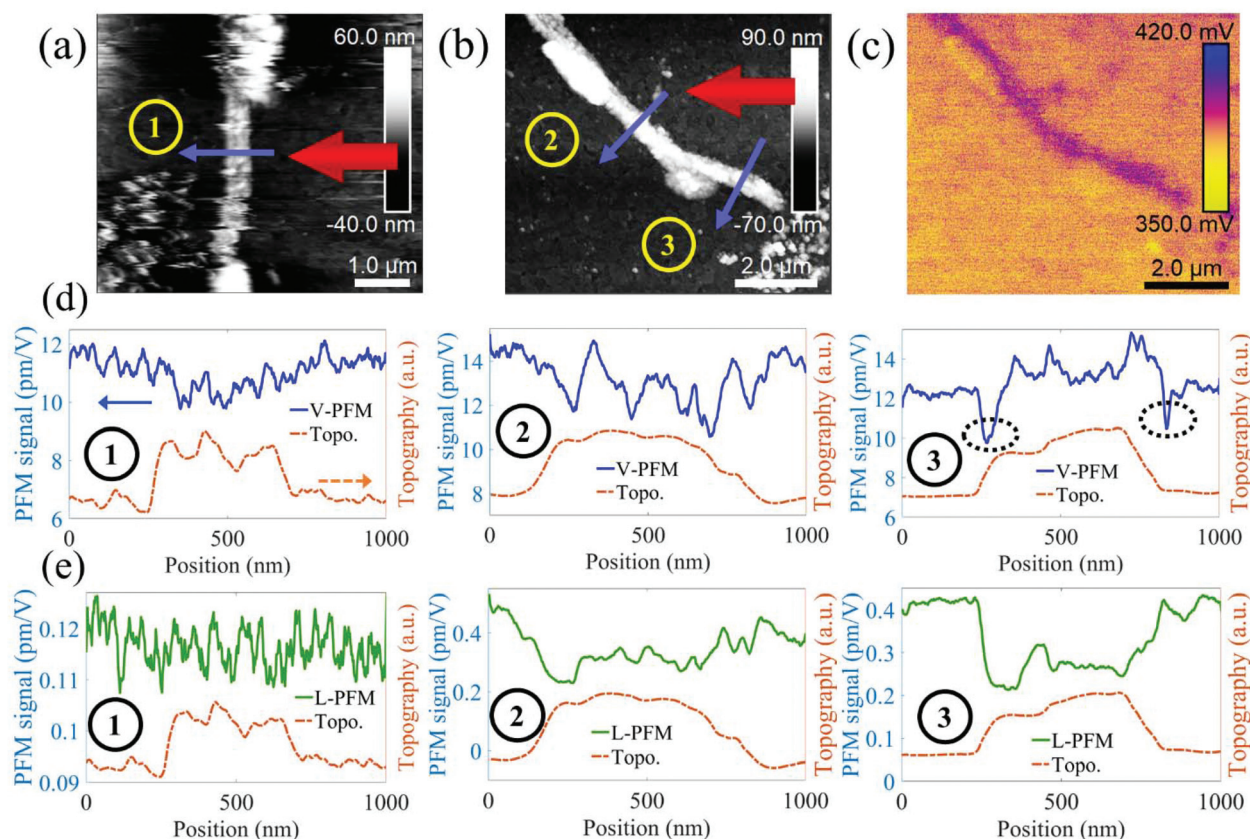 (a)
60.0 nm
1
-40.0 nm
1.0 µm
(b)
90.0 nm
2
3
-70.0 nm
2.0 µm
(c)
420.0 mV
350.0 mV
2.0 µm
(d)
PFM signal (pm/V)
12
10
8
6
V-PFM
Topo.
1
Topography (a.u.)
0 500 1000
Position (nm)
PFM signal (pm/V)
14
12
10
8
V-PFM
Topo.
2
Topography (a.u.)
0 500 1000
Position (nm)
PFM signal (pm/V)
14
12
10
8
6
V-PFM
Topo.
3
Topography (a.u.)
0 500 1000
Position (nm)
(e)
PFM signal (pm/V)
0.12
0.11
0.1
0.09
L-PFM
Topo.
1
Topography (a.u.)
0 500 1000
Position (nm)
PFM signal (pm/V)
0.4
0.2
0
L-PFM
Topo.
2
Topography (a.u.)
0 500 1000
Position (nm)
PFM signal (pm/V)
0.4
0.3
0.2
0.1
0
L-PFM
Topo.
3
Topography (a.u.)
0 500 1000
Position (nm)